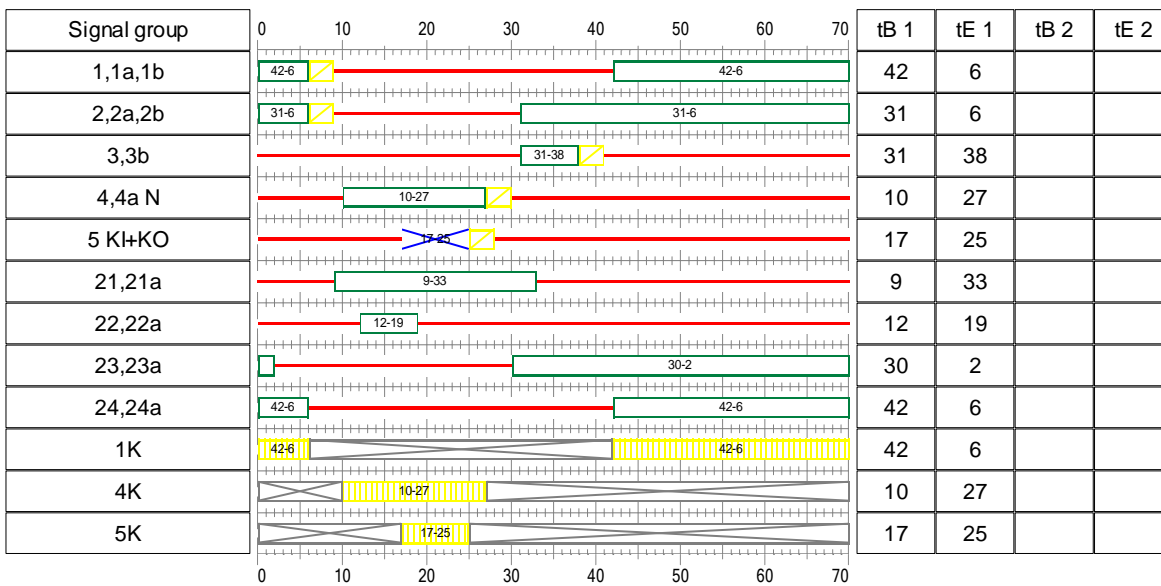 Signal group 0 10 20 30 40 50 60 70 tB 1 tE 1 tB 2 tE 2
1,1a,1b 42-6 42-6 42 6
2,2a,2b 31-6 31-6 31 6
3,3b 31-38 31 38
4,4a N 10-27 10 27
5 KI+KO 17-25 17 25
21,21a 9-33 9 33
22,22a 12-19 12 19
23,23a 30-2 30 2
24,24a 42-6 42-6 42 6
1K 42-6 42-6 42 6
4K 10-27 10 27
5K 17-25 17 25
0 10 20 30 40 50 60 70